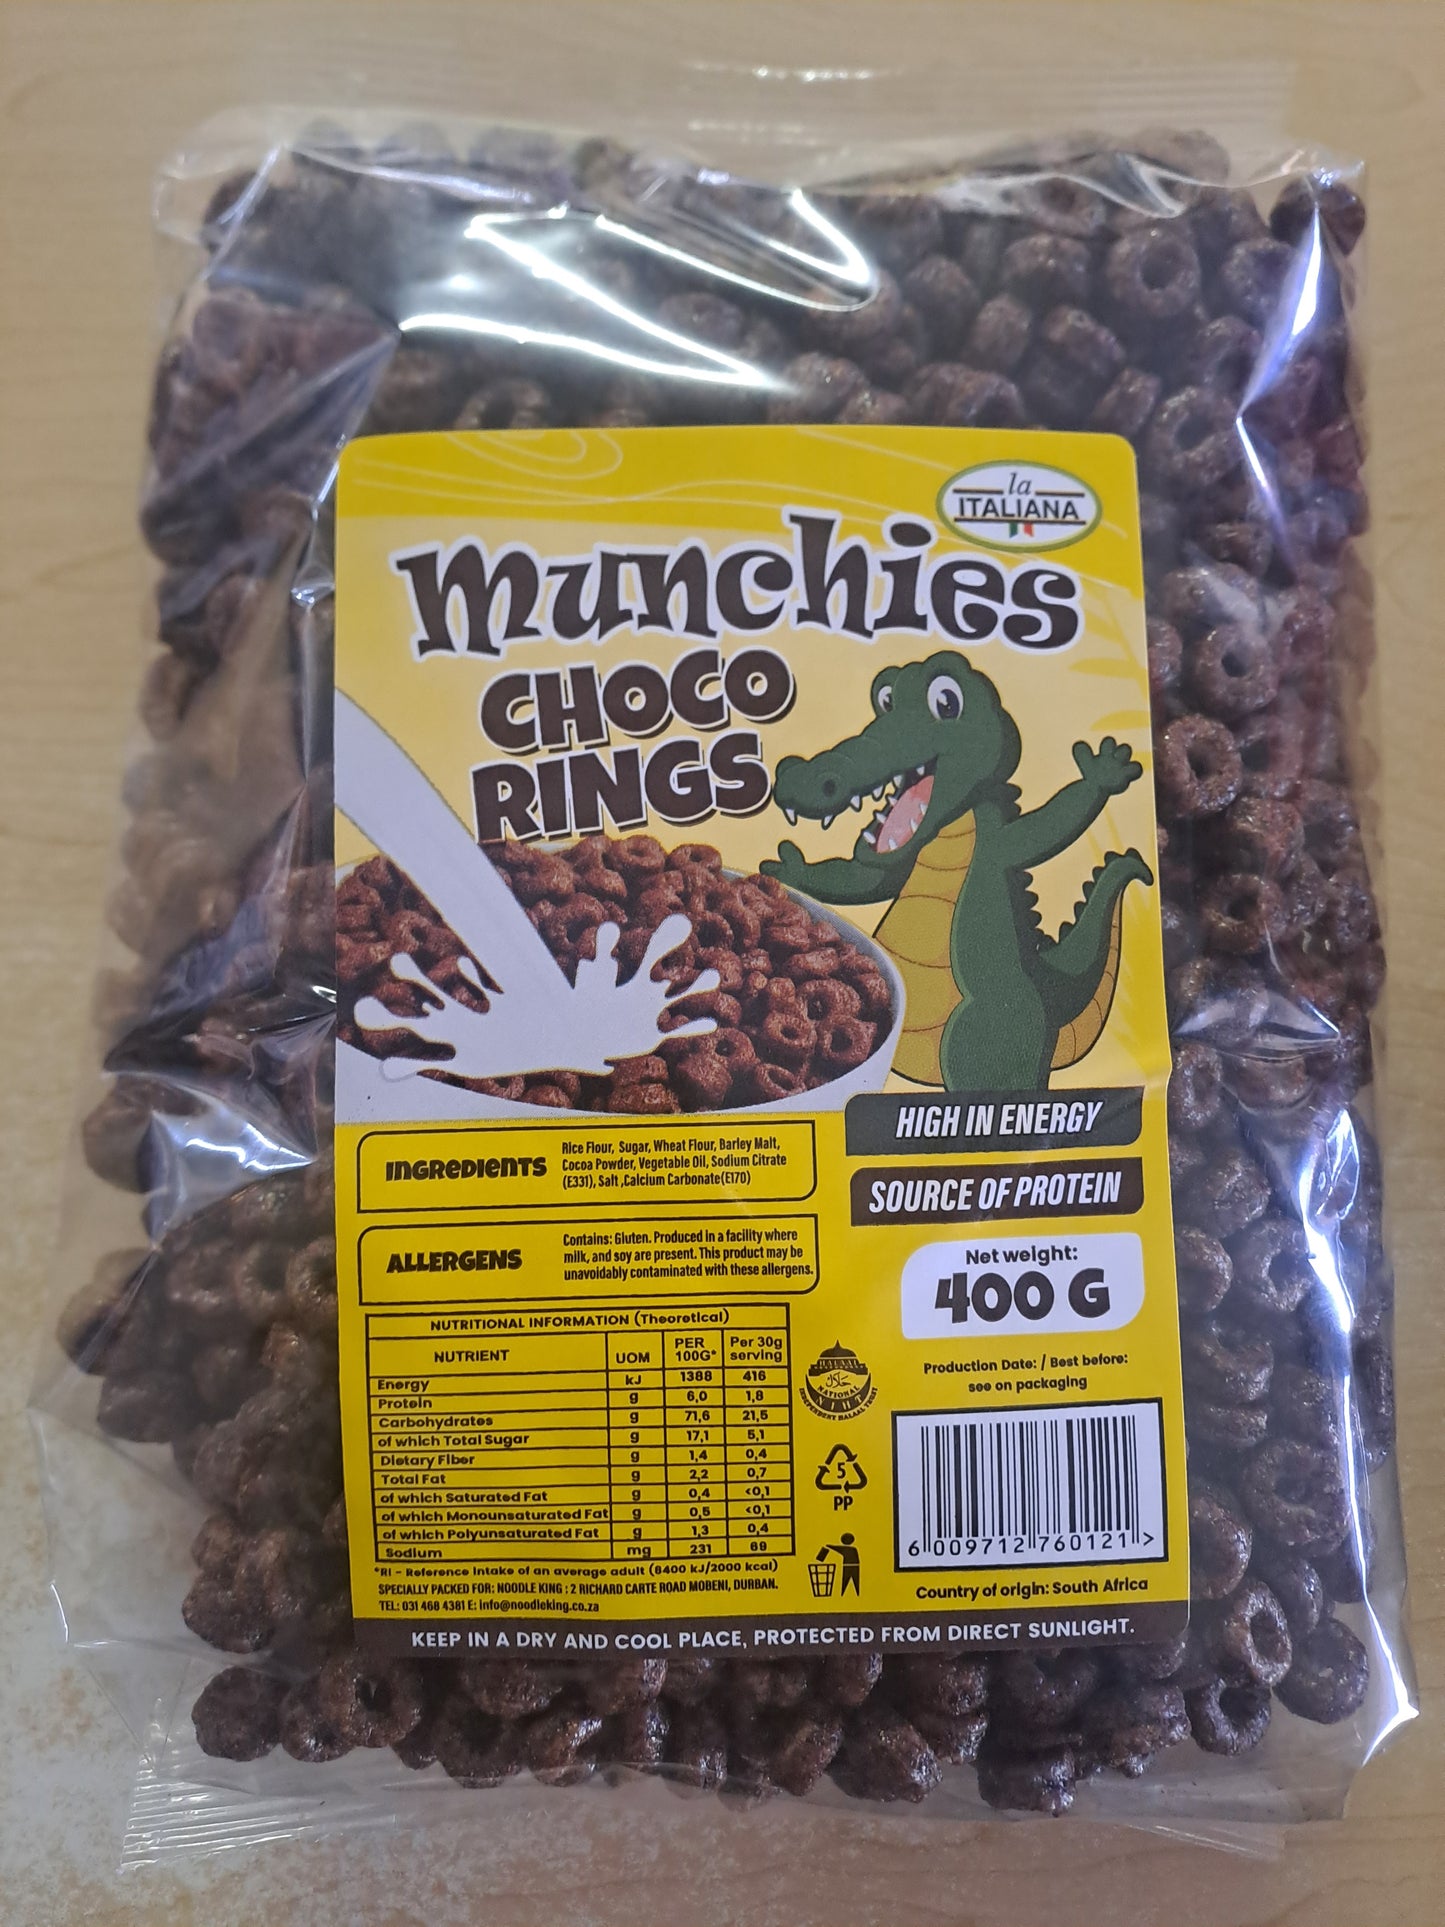 la
ITALIANA
munchies
CHOCO
RINGS
HIGH IN ENERGY
SOURCE OF PROTEIN
INGREDIENTS
Rice Flour, Sugar, Wheat Flour, Barley Malt,
Cocoa Powder, Vegetable Oil, Sodium Citrate
(E331), Salt ,Calcium Carbonate(E170)
ALLERGENS
Contains: Gluten. Produced in a facility where
milk, and soy are present. This product may be
unavoidably contaminated with these allergens.
Net weight:
400 G
NUTRITIONAL INFORMATION (Theoretical)
NUTRIENT UOM PER 100G* Per 30g serving
Energy kJ 1388 416
Protein g 6,0 1,8
Carbohydrates g 71,6 21,5
of which Total Sugar g 17,1 5,1
Dietary Fiber g 1,4 0,4
Total Fat g 2,2 0,7
of which Saturated Fat g 0,4 <0,1
of which Monounsaturated Fat g 0,5 <0,1
of which Polyunsaturated Fat g 1,3 0,4
Sodium mg 231 69
*RI - Reference Intake of an average adult (8400 kJ/2000 kcal)
SPECIALLY PACKED FOR: NOODLE KING : 2 RICHARD CARTE ROAD MOBENI, DURBAN.
TEL: 031 468 4381 E: info@noodleking.co.za
HALAAL
حلال
NATIONAL
NIHT
INDEPENDENT HALAAL TRUST
5
PP
Production Date: / Best before:
see on packaging
6 009712 760121 >
Country of origin: South Africa
KEEP IN A DRY AND COOL PLACE, PROTECTED FROM DIRECT SUNLIGHT.